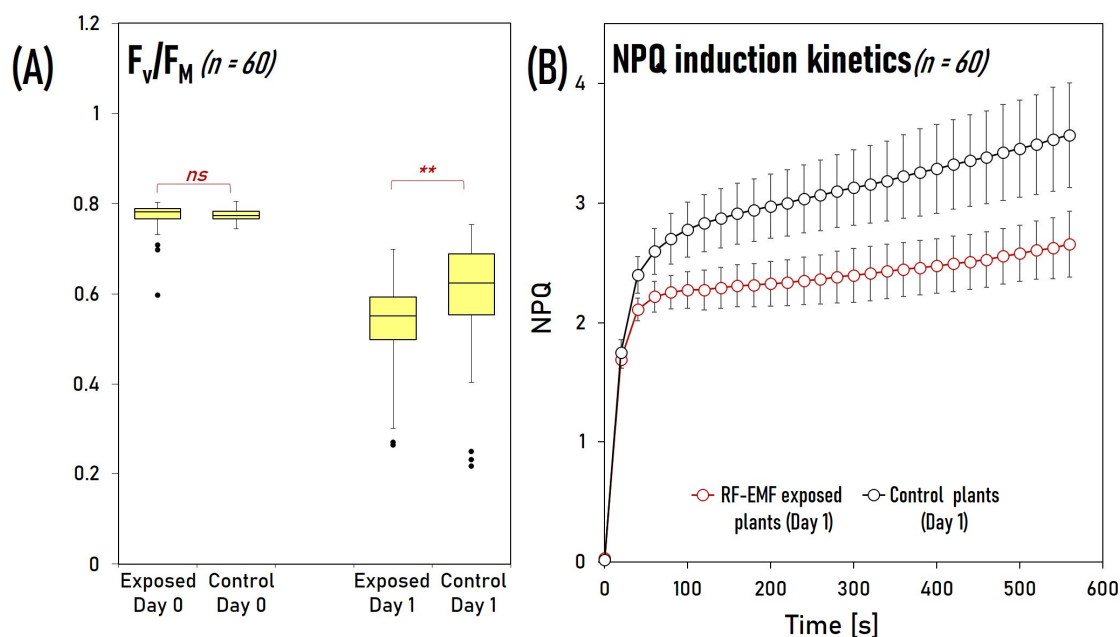 (A)
Fv/FM (n = 60)
1.2
1
0.8
0.6
0.4
0.2
0
ns
**
Exposed
Day 0
Control
Day 0
Exposed
Day 1
Control
Day 1
(B)
NPQ induction kinetics (n = 60)
NPQ
4
3
2
1
0
0 100 200 300 400 500 600
Time [s]
RF-EMF exposed
plants (Day 1)
Control plants
(Day 1)